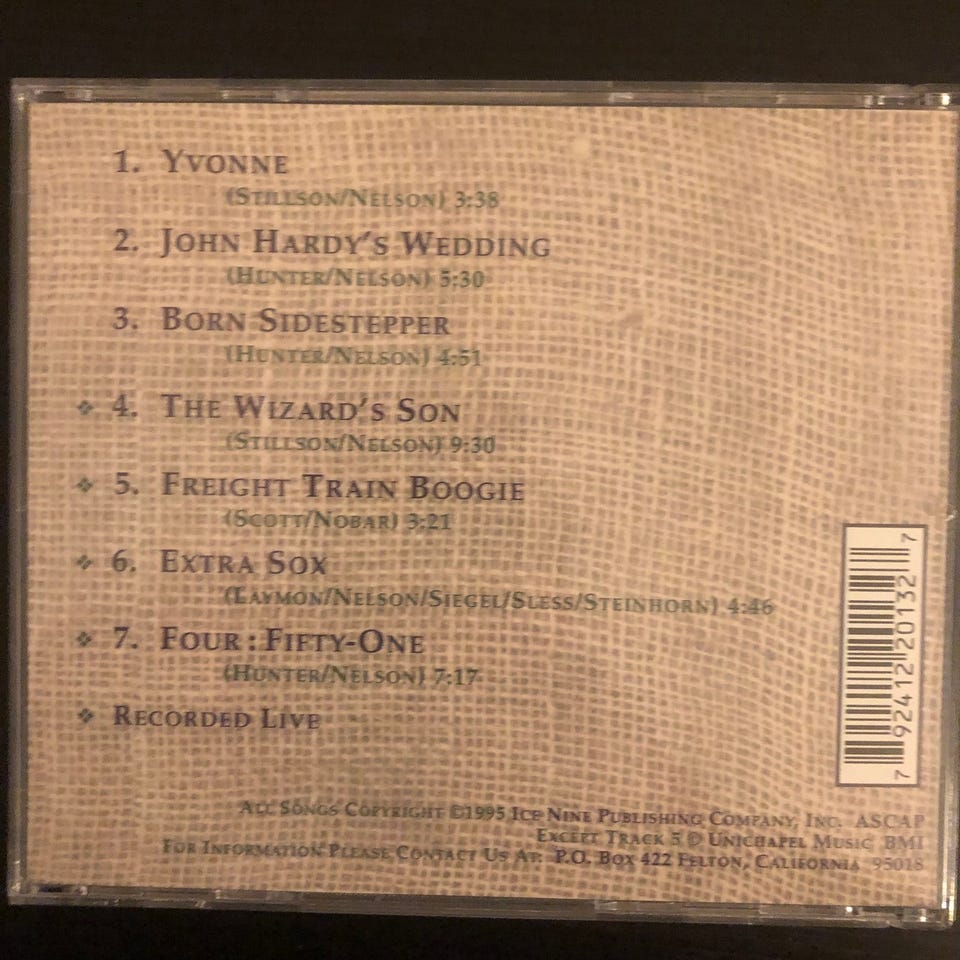 1. Yvonne
(Stillson/Nelson) 3:38
2. John Hardy's Wedding
(Hunter/Nelson) 5:30
3. Born Sidestepper
(Hunter/Nelson) 4:51
❖ 4. The Wizard's Son
(Stillson/Nelson) 9:30
❖ 5. Freight Train Boogie
(Scott/Nobar) 3:21
❖ 6. Extra Sox
(Laymon/Nelson/Siegel/Sless/Steinhorn) 4:46
❖ 7. Four : Fifty-One
(Hunter/Nelson) 7:17
❖ Recorded Live
7 92412 20132 7
All Songs Copyright ©1995 Ice Nine Publishing Company, Inc. ASCAP
Except Track 5 © Unichapel Music BMI
For Information Please Contact Us At: P.O. Box 422 Felton, California 95018